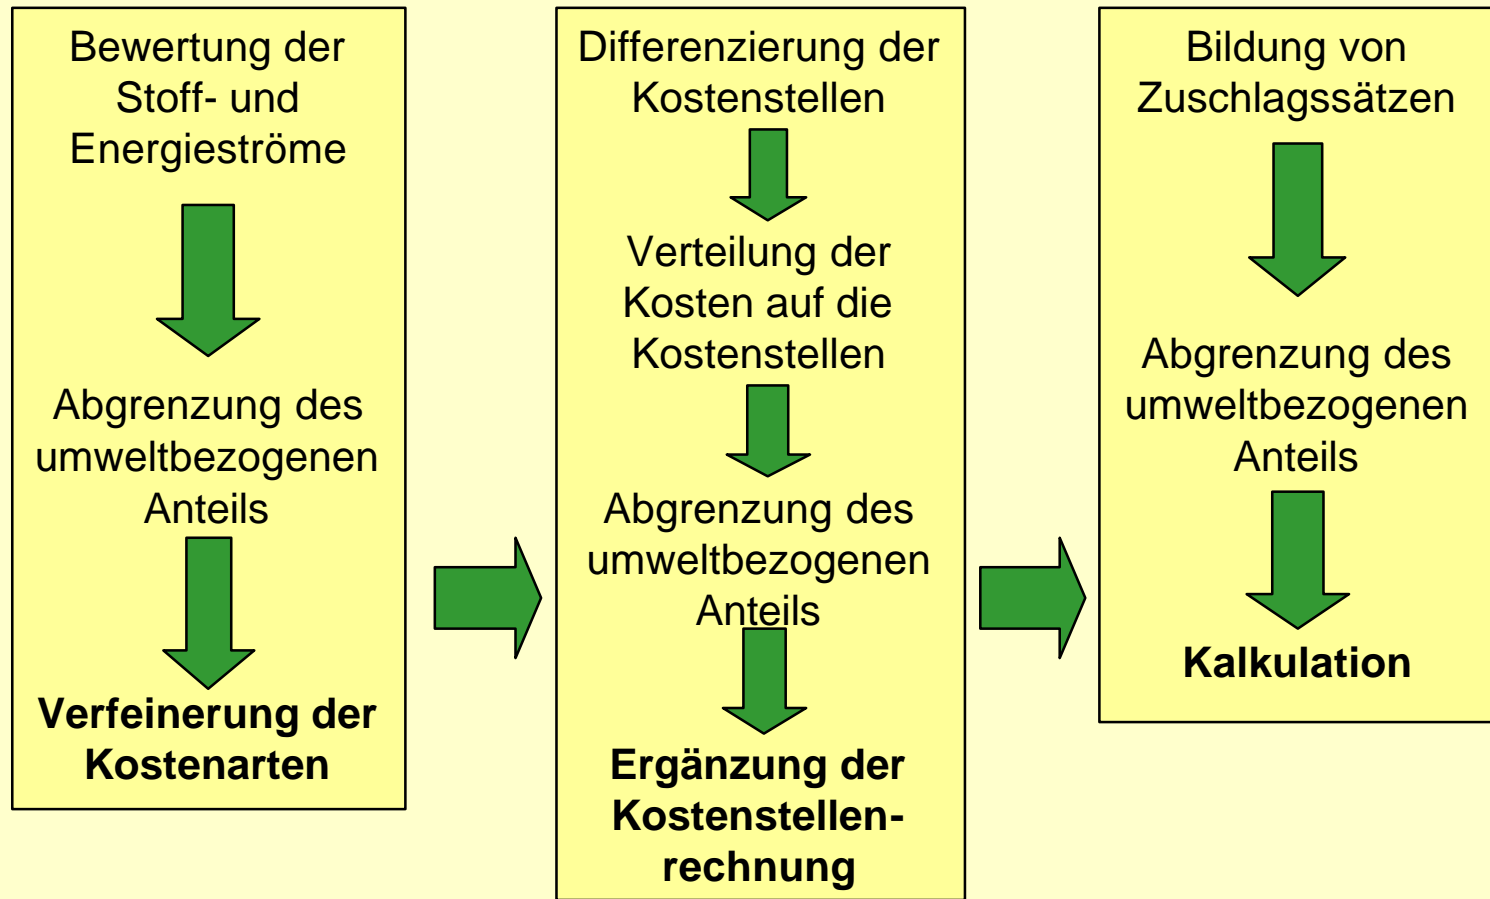 Bewertung der
Stoff- und
Energieströme
Abgrenzung des
umweltbezogenen
Anteils
Verfeinerung der
Kostenarten
Differenzierung der
Kostenstellen
Verteilung der
Kosten auf die
Kostenstellen
Abgrenzung des
umweltbezogenen
Anteils
Ergänzung der
Kostenstellen-
rechnung
Bildung von
Zuschlagssätzen
Abgrenzung des
umweltbezogenen
Anteils
Kalkulation